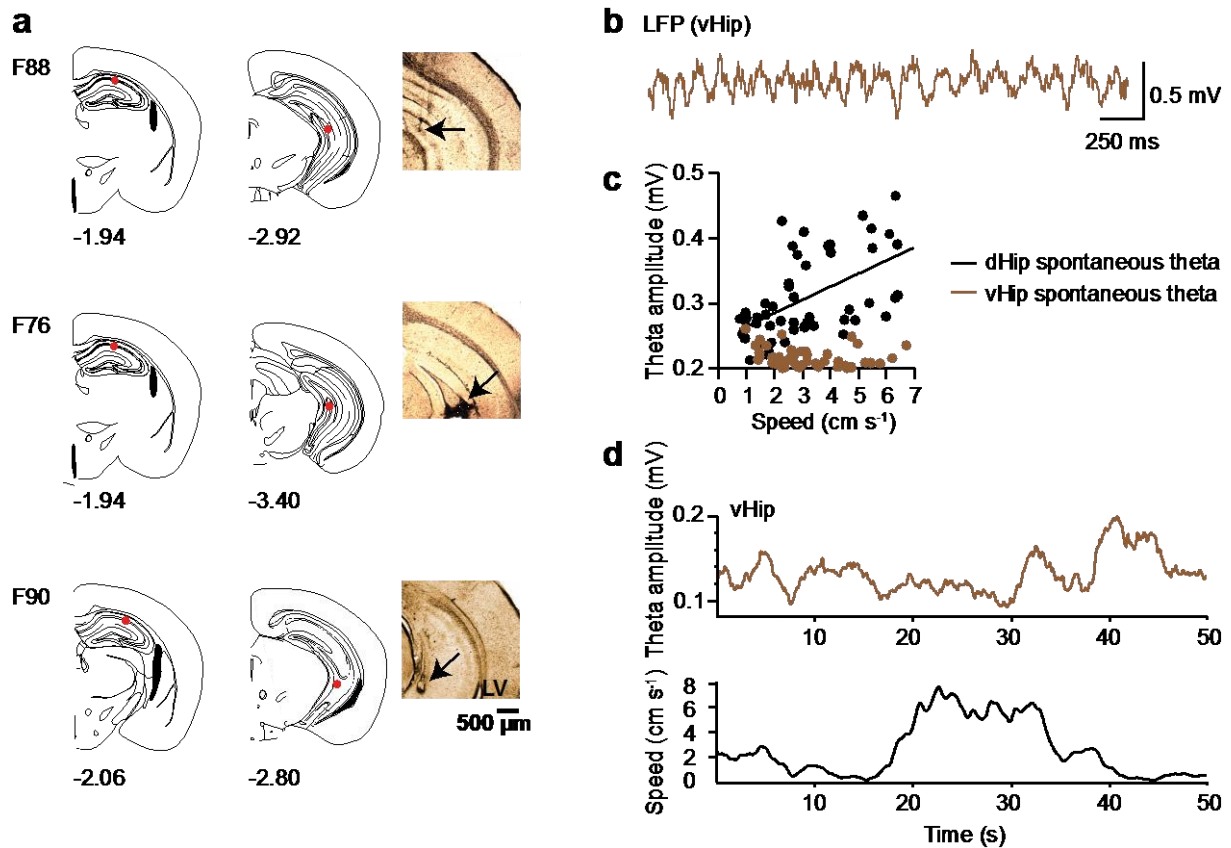 a
F88
-1.94
-2.92
F76
-1.94
-3.40
F90
LV
500 µm
-2.06
-2.80
b
LFP (vHip)
0.5 mV
250 ms
c
Theta amplitude (mV)
0.5
0.4
0.3
0.2
0 1 2 3 4 5 6 7
Speed (cm s⁻¹)
dHip spontaneous theta
vHip spontaneous theta
d
Theta amplitude (mV)
vHip
0.2
0.1
10 20 30 40 50
Speed (cm s⁻¹)
8
6
4
2
0
10 20 30 40 50
Time (s)